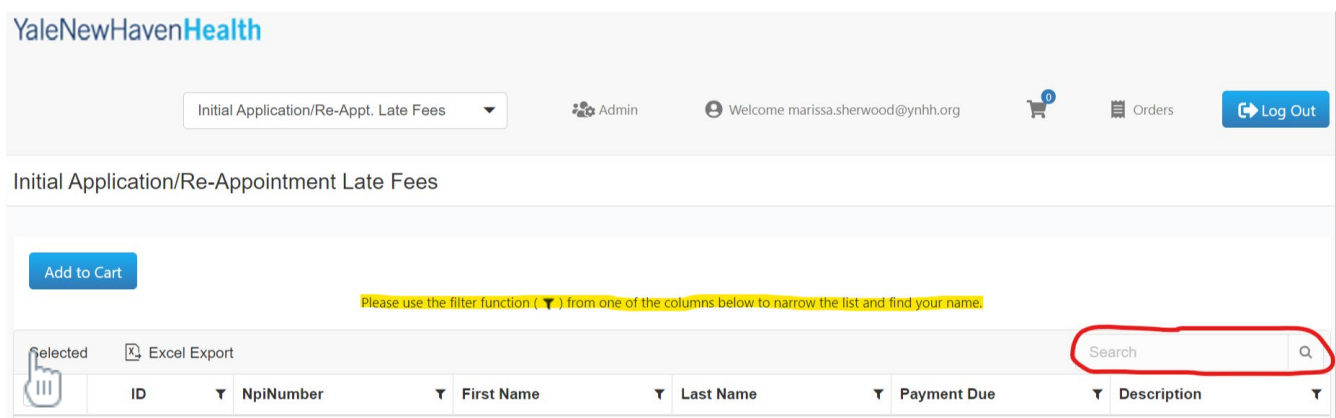 YaleNewHavenHealth
Initial Application/Re-Appt. Late Fees Admin Welcome marissa.sherwood@ynhh.org 0 Orders Log Out
Initial Application/Re-Appointment Late Fees
Add to Cart
Please use the filter function ( ) from one of the columns below to narrow the list and find your name.
Selected Excel Export Search
ID NpiNumber First Name Last Name Payment Due Description